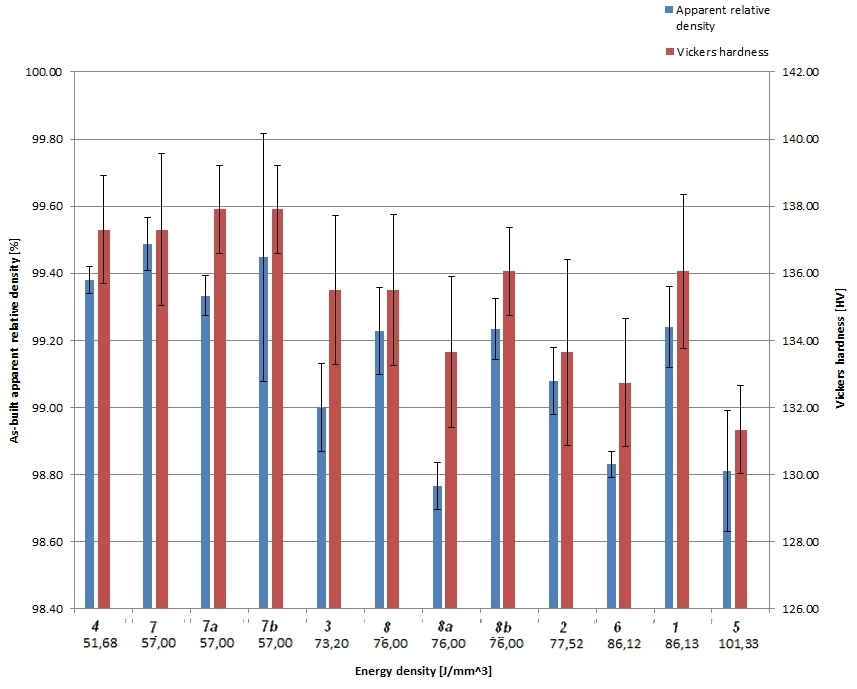 Apparent relative
density
Vickers hardness
100.00
99.80
99.60
99.40
99.20
99.00
98.80
98.60
98.40
As-built apparent relative density [%]
142.00
140.00
138.00
136.00
134.00
132.00
130.00
128.00
126.00
Vickers hardness [HV]
4 7 7a 7b 3 8 8a 8b 2 6 1 5
51,68 57,00 57,00 57,00 73,20 76,00 76,00 76,00 77,52 86,12 86,13 101,33
Energy density [J/mm^3]